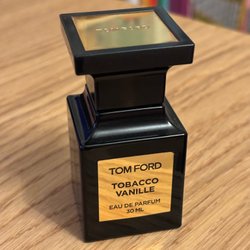 TOM FORD
TOBACCO
VANILLE
EAU DE PARFUM
30 ML